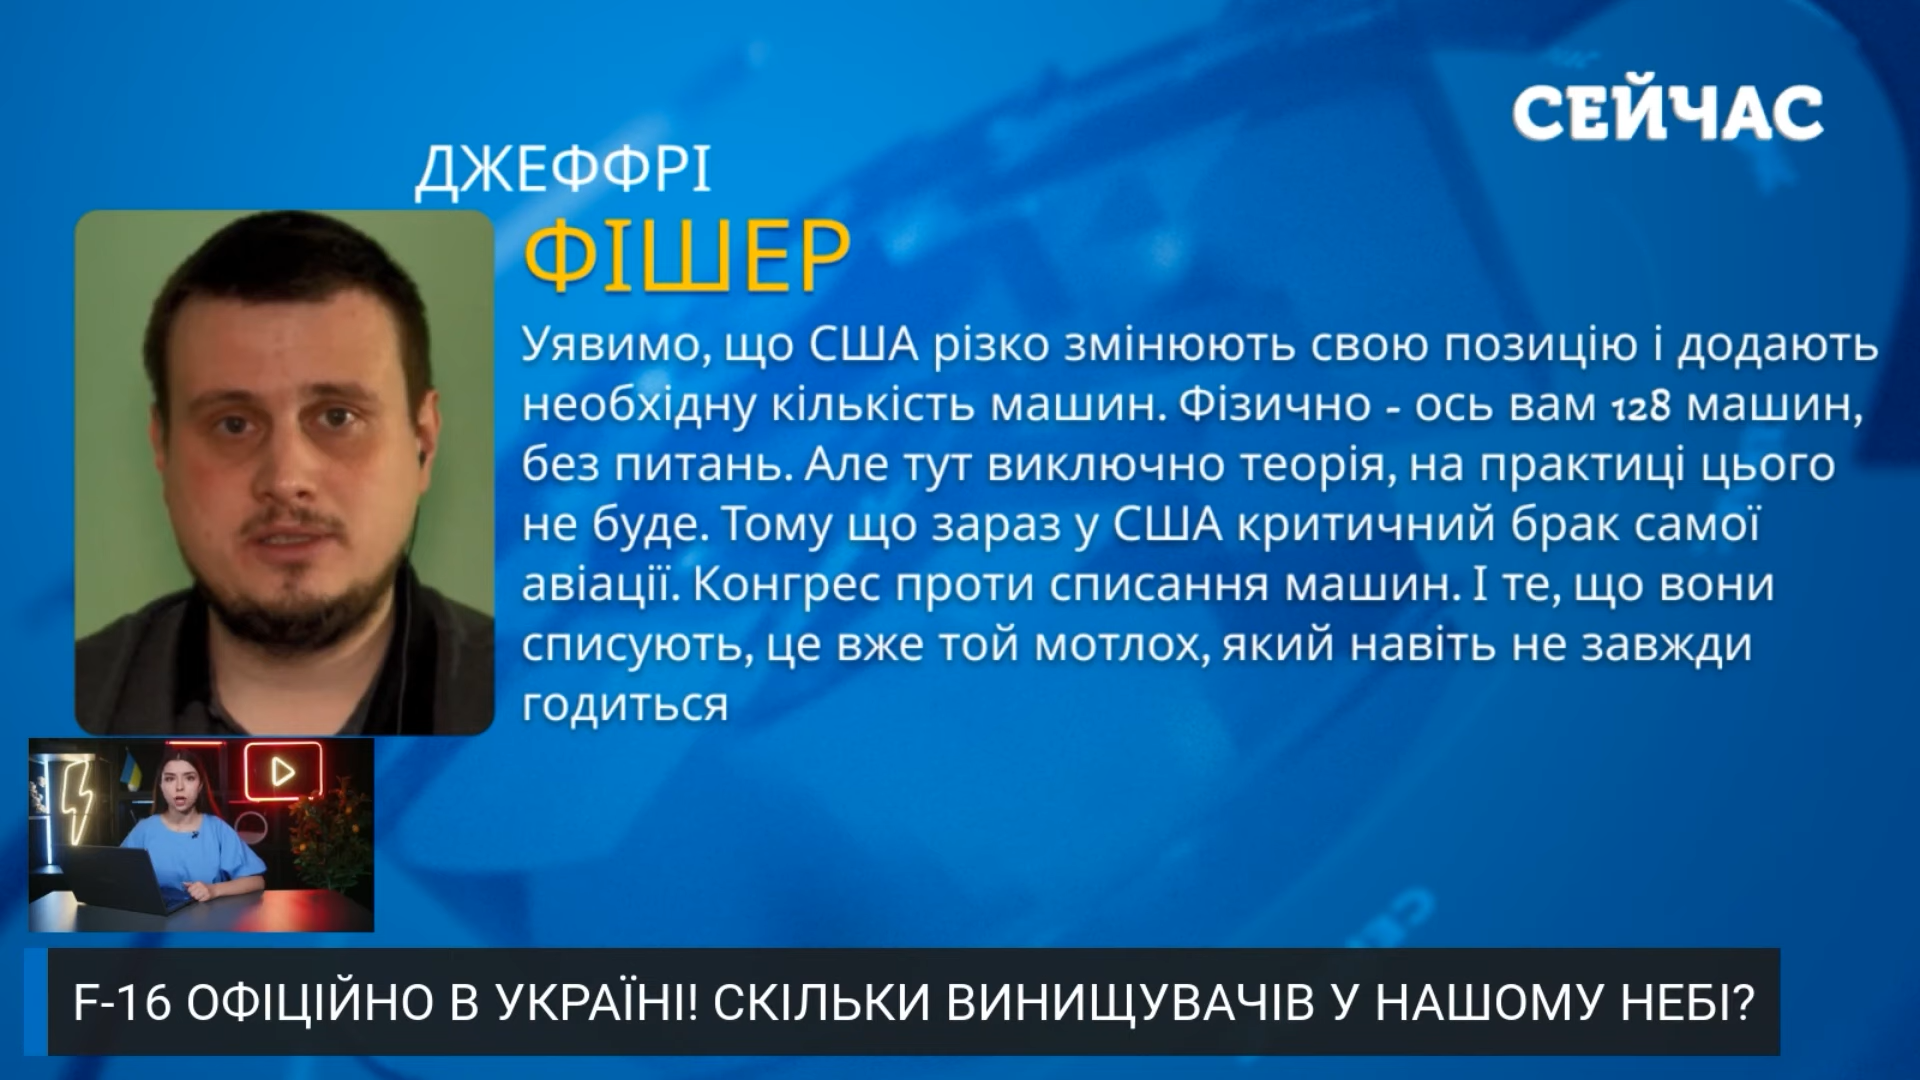 СЕЙЧАС
ДЖЕФФРІ
ФІШЕР
Уявимо, що США різко змінюють свою позицію і додають
необхідну кількість машин. Фізично - ось вам 128 машин,
без питань. Але тут виключно теорія, на практиці цього
не буде. Тому що зараз у США критичний брак самої
авіації. Конгрес проти списання машин. І те, що вони
списують, це вже той мотлох, який навіть не завжди
годиться
F-16 ОФІЦІЙНО В УКРАЇНІ! СКІЛЬКИ ВИНИЩУВАЧІВ У НАШОМУ НЕБІ?